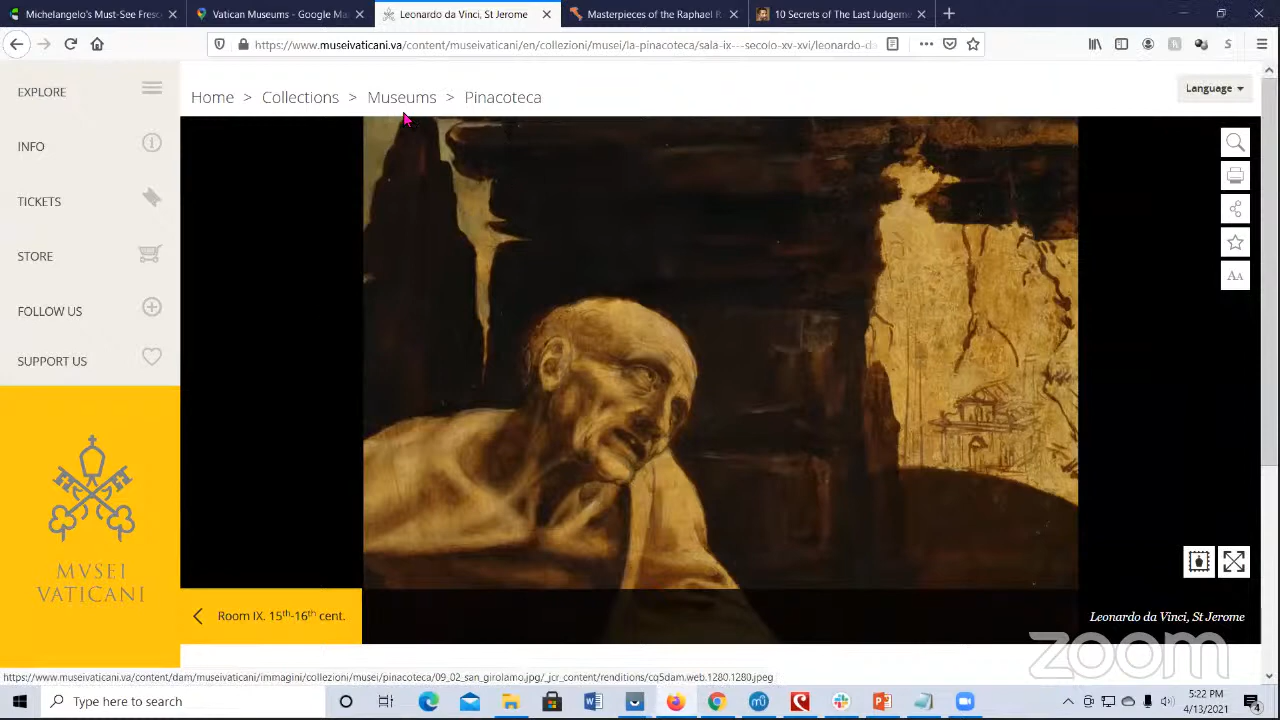 Michelangelo's Must-See Fresc
Vatican Museums - Google Ma
Leonardo da Vinci, St Jerome
Masterpieces of the Raphael R
10 Secrets of The Last Judgeme
https://www.museivaticani.va/content/museivaticani/en/collezioni/musei/la-pinacoteca/sala-ix---secolo-xv-xvi/leonardo-da
EXPLORE
Home > Collections > Museums > Pinacoteca
Language
INFO
TICKETS
STORE
FOLLOW US
SUPPORT US
AA
MVSEI
VATICANI
Room IX. 15th-16th cent.
Leonardo da Vinci, St Jerome
zoom
https://www.museivaticani.va/content/dam/museivaticani/immagini/collezioni/musei/pinacoteca/09_02_san_girolamo.jpg/_jcr_content/renditions/cq5dam.web.1280.1280.jpeg
Type here to search
5:22 PM
4/13/2021
4